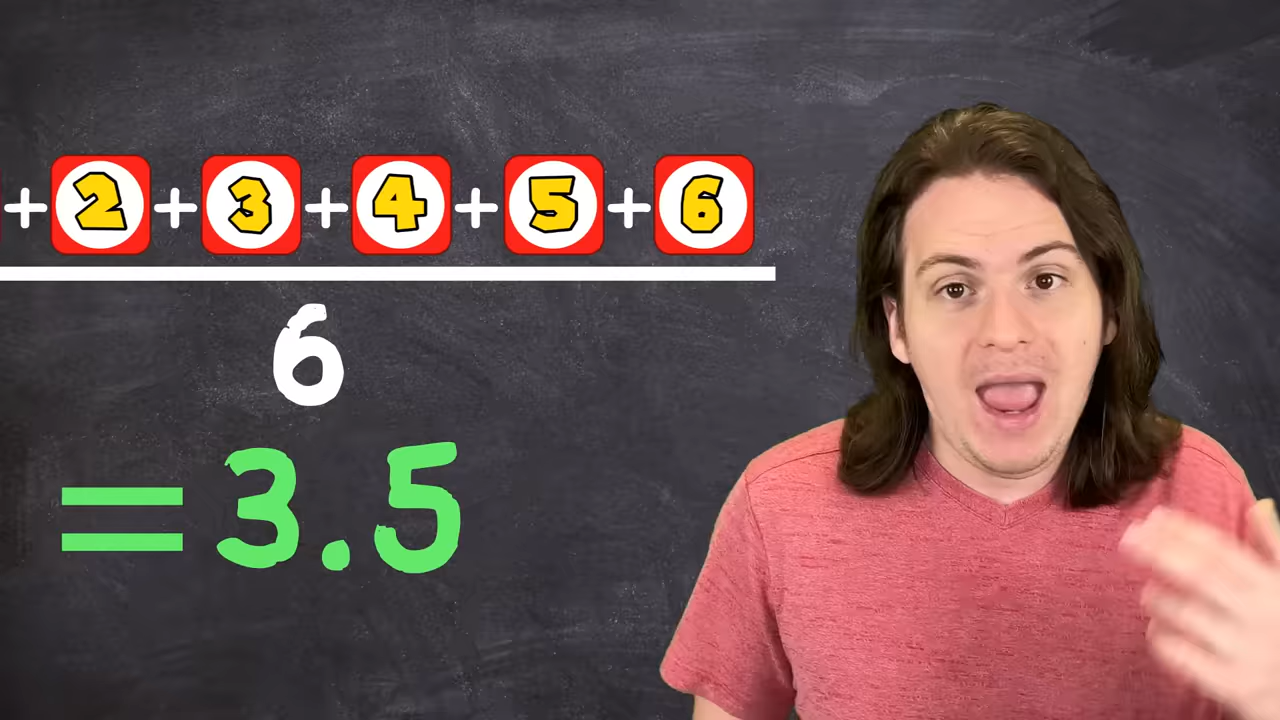 + 2 + 3 + 4 + 5 + 6
6
= 3.5